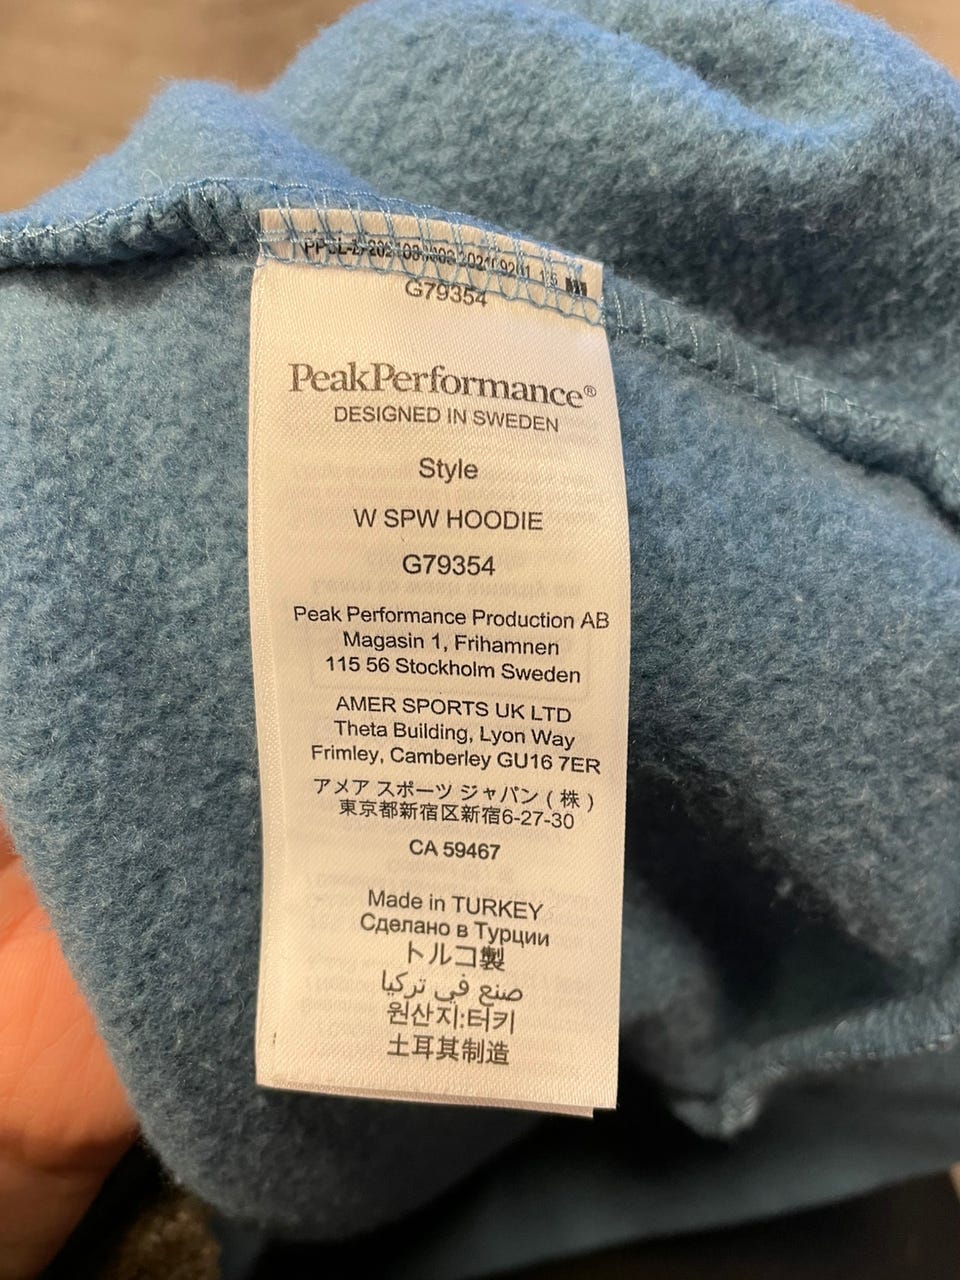 G79354
PeakPerformance®
DESIGNED IN SWEDEN
Style
W SPW HOODIE
G79354
Peak Performance Production AB
Magasin 1, Frihamnen
115 56 Stockholm Sweden
AMER SPORTS UK LTD
Theta Building, Lyon Way
Frimley, Camberley GU16 7ER
アメア スポーツ ジャパン ( 株 )
東京都新宿区新宿6-27-30
CA 59467
Made in TURKEY
Сделано в Турции
トルコ製
صنع في تركيا
원산지:터키
土耳其制造